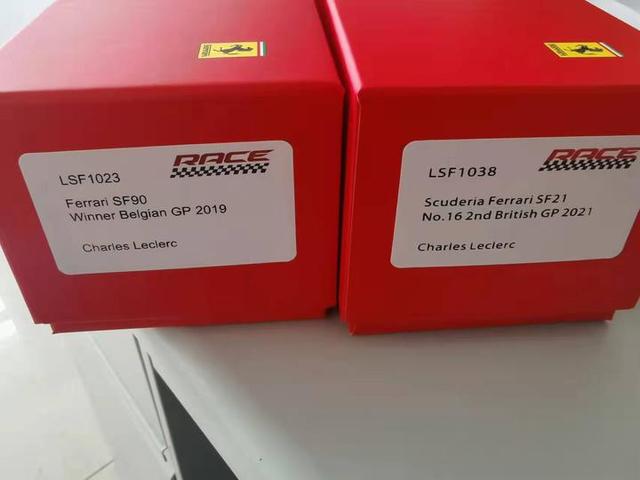 RACE
LSF1023
Ferrari SF90
Winner Belgian GP 2019
Charles Leclerc
RACE
LSF1038
Scuderia Ferrari SF21
No.16 2nd British GP 2021
Charles Leclerc